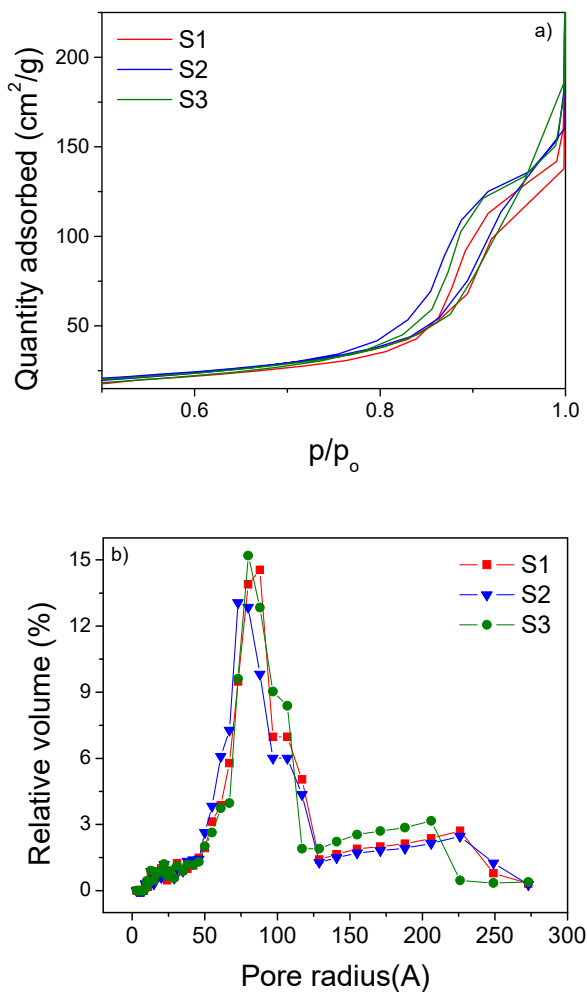 a)
S1
S2
S3
200
150
100
50
Quantity adsorbed (cm²/g)
0.6 0.8 1.0
p/pₒ
b)
S1
S2
S3
15
12
9
6
3
0
Relative volume (%)
0 50 100 150 200 250 300
Pore radius(A)